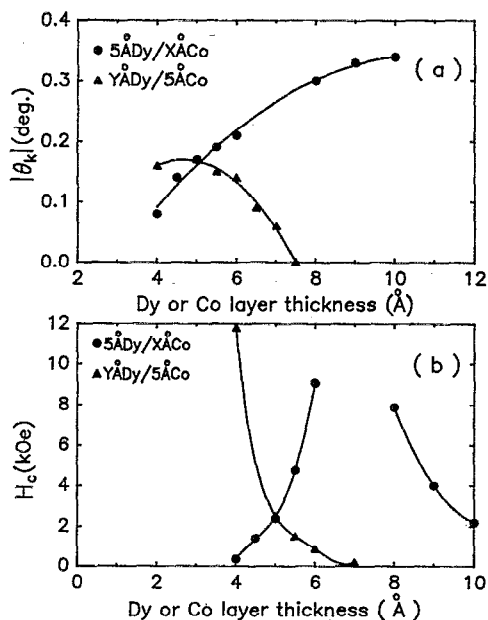 0.4
0.3
0.2
0.1
0.0
|θk|(deg.)
5ÅDy/XÅCo
YÅDy/5ÅCo
( a )
2 4 6 8 10 12
Dy or Co layer thickness (Å)
12
10
8
6
4
2
0
Hc(kOe)
5ÅDy/XÅCo
YÅDy/5ÅCo
( b )
0 2 4 6 8 10
Dy or Co layer thickness (Å)